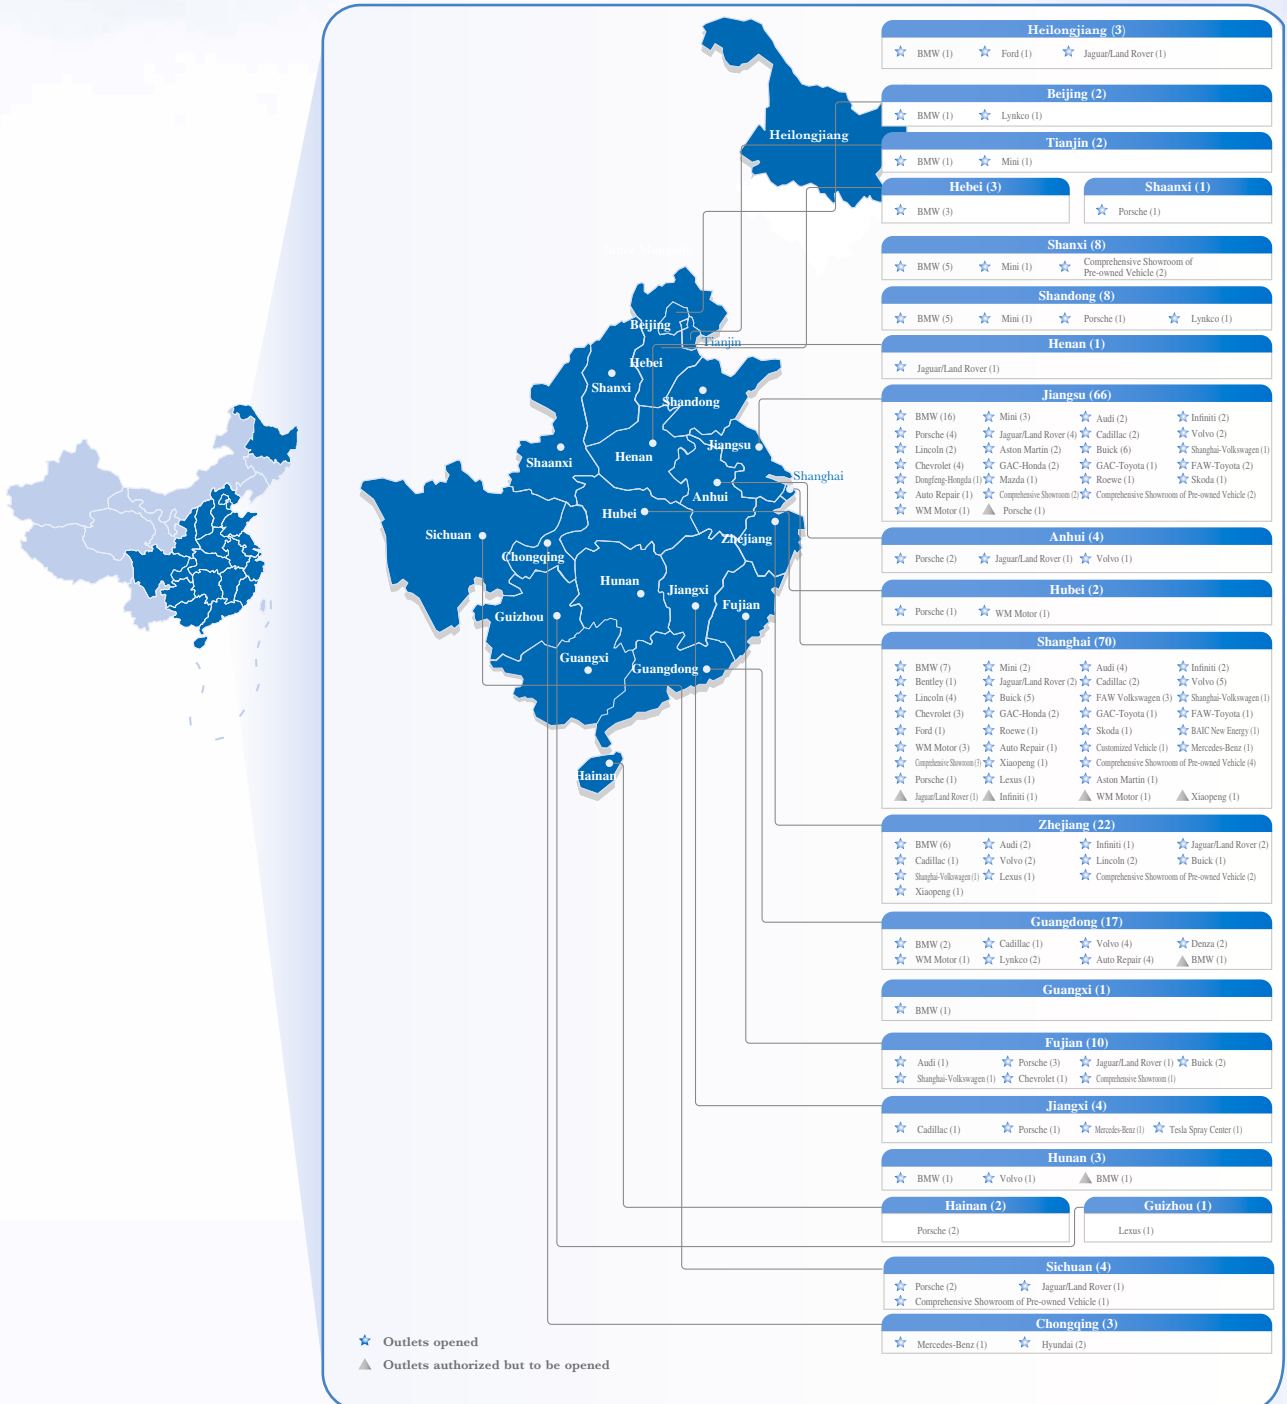 Heilongjiang (3)
BMW (1) Ford (1) Jaguar/Land Rover (1)
Beijing (2)
BMW (1) Lynkco (1)
Tianjin (2)
BMW (1) Mini (1)
Hebei (3) Shaanxi (1)
BMW (3) Porsche (1)
Shanxi (8)
BMW (5) Mini (1) Comprehensive Showroom of
Pre-owned Vehicle (2)
Shandong (8)
BMW (5) Mini (1) Porsche (1) Lynkco (1)
Henan (1)
Jaguar/Land Rover (1)
Jiangsu (66)
BMW (16) Mini (3) Audi (2) Infiniti (2)
Porsche (4) Jaguar/Land Rover (4) Cadillac (2) Volvo (2)
Lincoln (2) Aston Martin (2) Buick (6) Shanghai-Volkswagen (1)
Chevrolet (4) GAC-Honda (2) GAC-Toyota (1) FAW-Toyota (2)
Dongfeng-Hongda (1) Mazda (1) Roewe (1) Skoda (1)
Auto Repair (1) Comprehensive Showroom (2) Comprehensive Showroom of Pre-owned Vehicle (2)
WM Motor (1) Porsche (1)
Anhui (4)
Porsche (2) Jaguar/Land Rover (1) Volvo (1)
Hubei (2)
Porsche (1) WM Motor (1)
Shanghai (70)
BMW (7) Mini (2) Audi (4) Infiniti (2)
Bentley (1) Jaguar/Land Rover (2) Cadillac (2) Volvo (5)
Lincoln (4) Buick (5) FAW Volkswagen (3) Shanghai-Volkswagen (1)
Chevrolet (3) GAC-Honda (2) GAC-Toyota (1) FAW-Toyota (1)
Ford (1) Roewe (1) Skoda (1) BAIC New Energy (1)
WM Motor (3) Auto Repair (1) Customized Vehicle (1) Mercedes-Benz (1)
Comprehensive Showroom (3) Xiaopeng (1) Comprehensive Showroom of Pre-owned Vehicle (4)
Porsche (1) Lexus (1) Aston Martin (1)
Jaguar/Land Rover (1) Infiniti (1) WM Motor (1) Xiaopeng (1)
Zhejiang (22)
BMW (6) Audi (2) Infiniti (1) Jaguar/Land Rover (2)
Cadillac (1) Volvo (2) Lincoln (2) Buick (1)
Shanghai-Volkswagen (1) Lexus (1) Comprehensive Showroom of Pre-owned Vehicle (2)
Xiaopeng (1)
Guangdong (17)
BMW (2) Cadillac (1) Volvo (4) Denza (2)
WM Motor (1) Lynkco (2) Auto Repair (4) BMW (1)
Guangxi (1)
BMW (1)
Fujian (10)
Audi (1) Porsche (3) Jaguar/Land Rover (1) Buick (2)
Shanghai-Volkswagen (1) Chevrolet (1) Comprehensive Showroom (1)
Jiangxi (4)
Cadillac (1) Porsche (1) Mercedes-Benz (1) Tesla Spray Center (1)
Hunan (3)
BMW (1) Volvo (1) BMW (1)
Hainan (2) Guizhou (1)
Porsche (2) Lexus (1)
Sichuan (4)
Porsche (2) Jaguar/Land Rover (1)
Comprehensive Showroom of Pre-owned Vehicle (1)
Chongqing (3)
Mercedes-Benz (1) Hyundai (2)
Heilongjiang
Beijing
Tianjin
Hebei
Shanxi
Shandong
Jiangsu
Henan
Shaanxi
Shanghai
Anhui
Hubei
Sichuan
Zhejiang
Chongqing
Hunan
Jiangxi
Fujian
Guizhou
Guangxi
Guangdong
Hainan
Outlets opened
Outlets authorized but to be opened